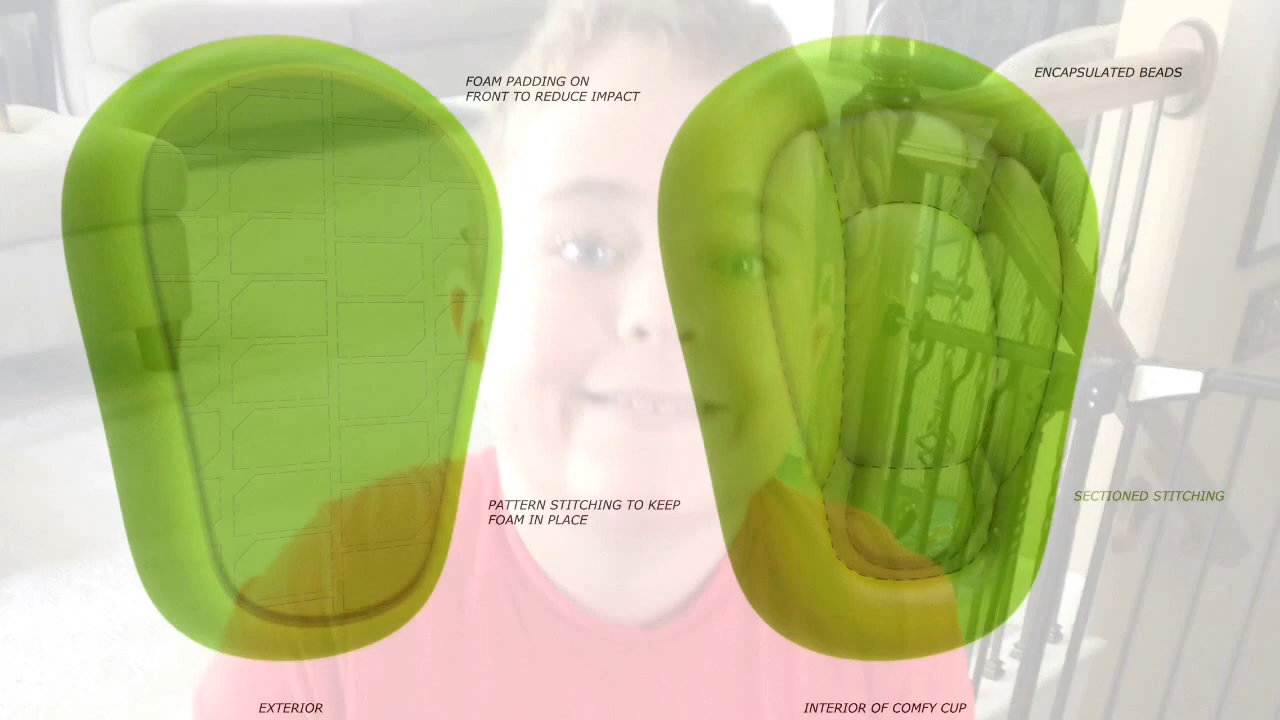 FOAM PADDING ON
FRONT TO REDUCE IMPACT
ENCAPSULATED BEADS
PATTERN STITCHING TO KEEP
FOAM IN PLACE
SECTIONED STITCHING
EXTERIOR
INTERIOR OF COMFY CUP